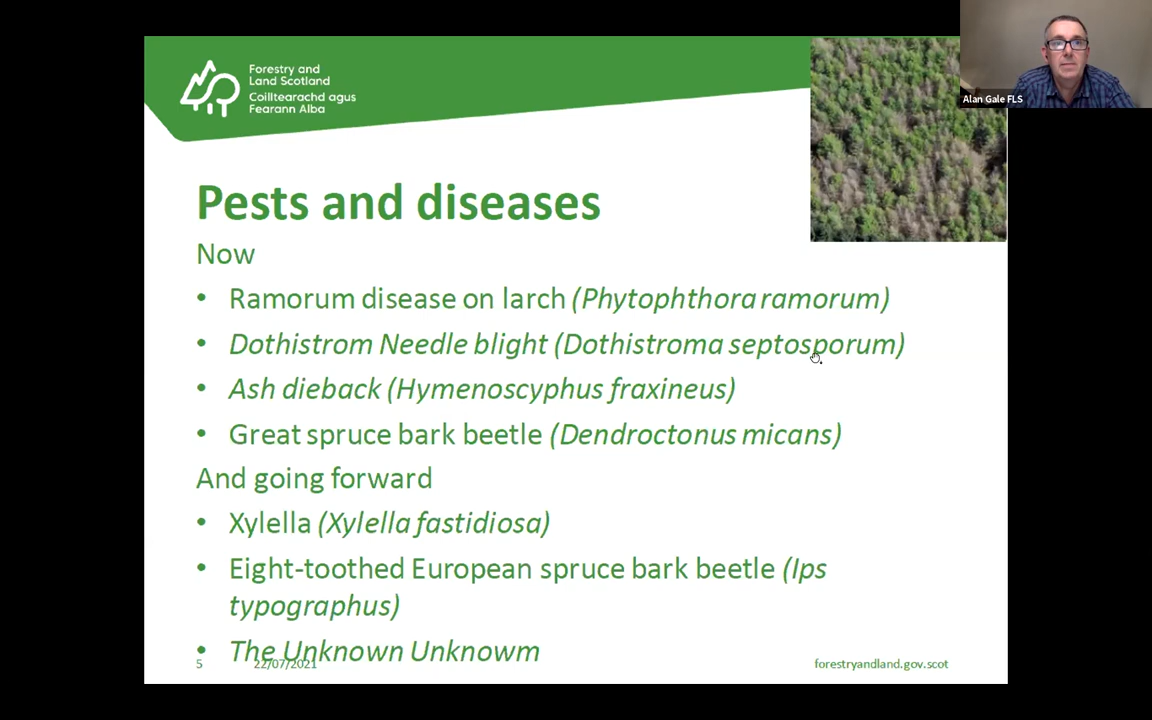 Forestry and
Land Scotland
Coilltearachd agus
Fearann Alba
Alan Gale FLS
Pests and diseases
Now
• Ramorum disease on larch (Phytophthora ramorum)
• Dothistrom Needle blight (Dothistroma septosporum)
• Ash dieback (Hymenoscyphus fraxineus)
• Great spruce bark beetle (Dendroctonus micans)
And going forward
• Xylella (Xylella fastidiosa)
• Eight-toothed European spruce bark beetle (Ips
typographus)
• The Unknown Unknowm
5 22/07/2021 forestryandland.gov.scot